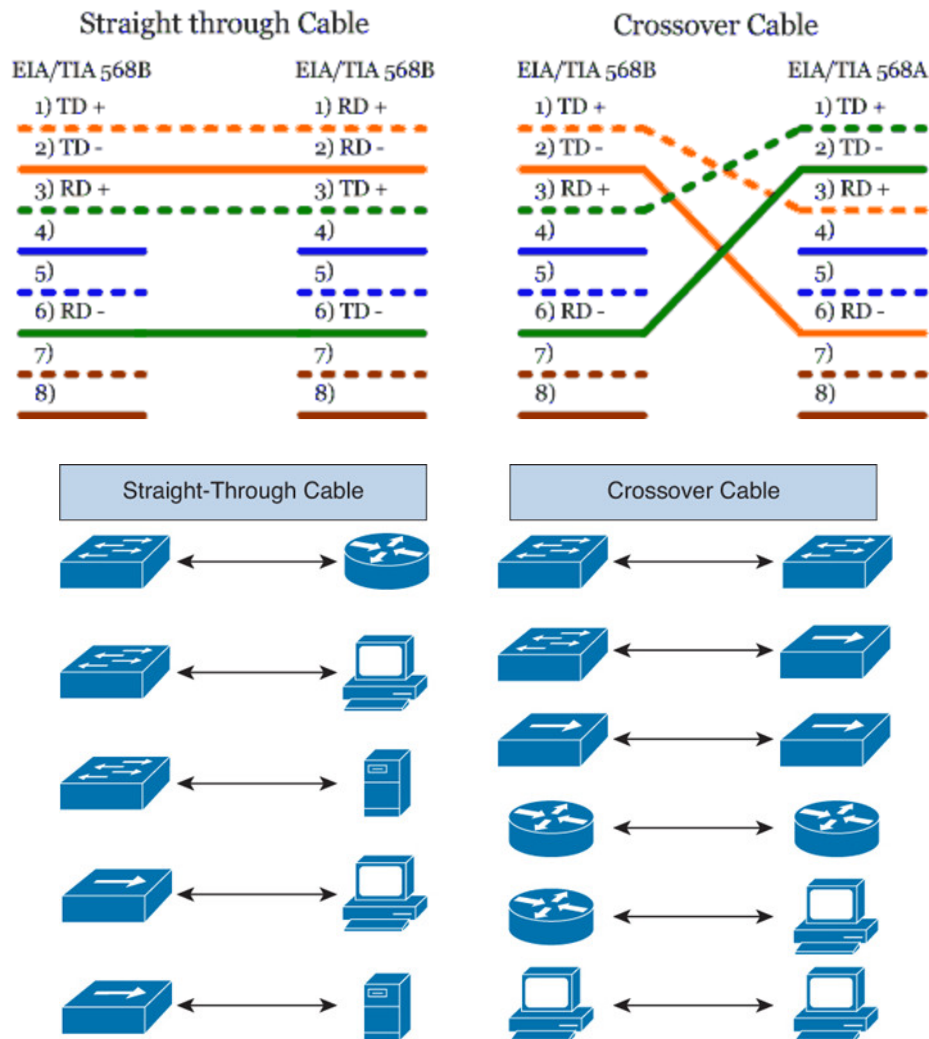 Straight through Cable
EIA/TIA 568B EIA/TIA 568B
1) TD + 1) RD +
2) TD - 2) RD -
3) RD + 3) TD +
4) 4)
5) 5)
6) RD - 6) TD -
7) 7)
8) 8)
Crossover Cable
EIA/TIA 568B EIA/TIA 568A
1) TD + 1) TD +
2) TD - 2) TD -
3) RD + 3) RD +
4) 4)
5) 5)
6) RD - 6) RD -
7) 7)
8) 8)
Straight-Through Cable
Crossover Cable